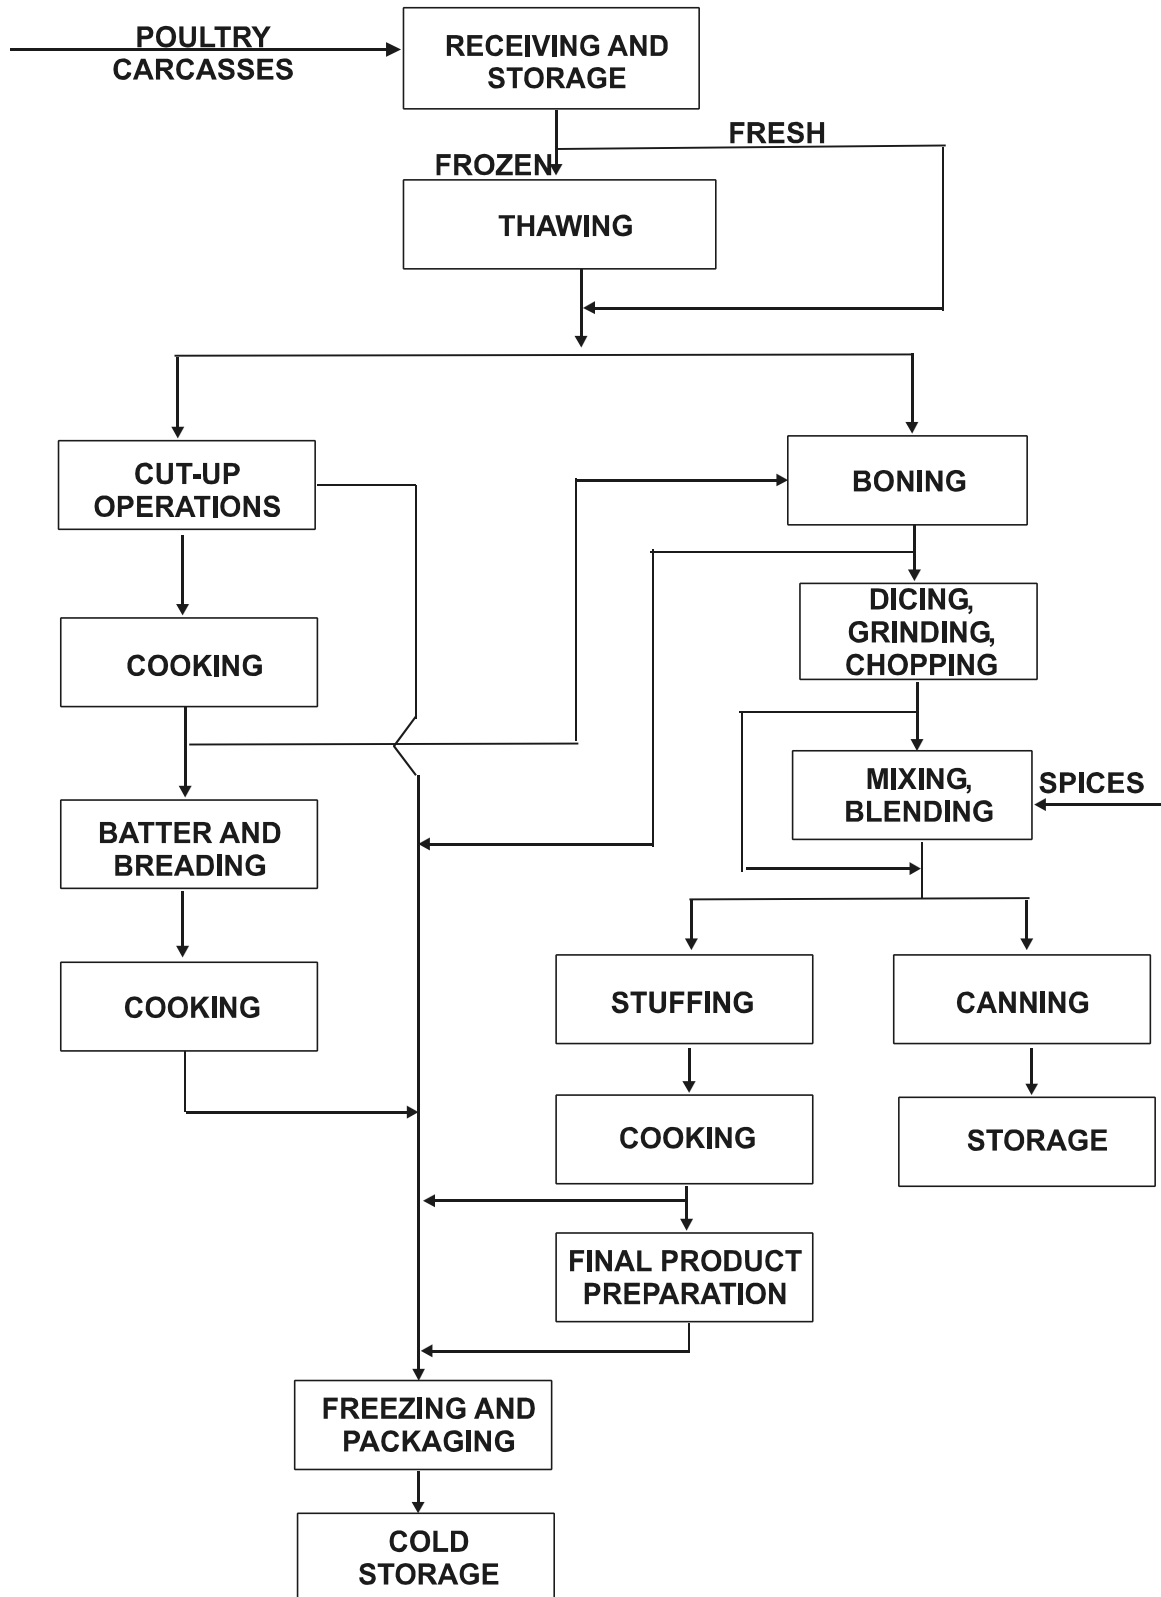 POULTRY
CARCASSES
RECEIVING AND
STORAGE
FRESH
FROZEN
THAWING
CUT-UP
OPERATIONS
BONING
DICING,
GRINDING,
CHOPPING
COOKING
MIXING,
BLENDING
SPICES
BATTER AND
BREADING
COOKING
STUFFING
CANNING
COOKING
STORAGE
FINAL PRODUCT
PREPARATION
FREEZING AND
PACKAGING
COLD
STORAGE